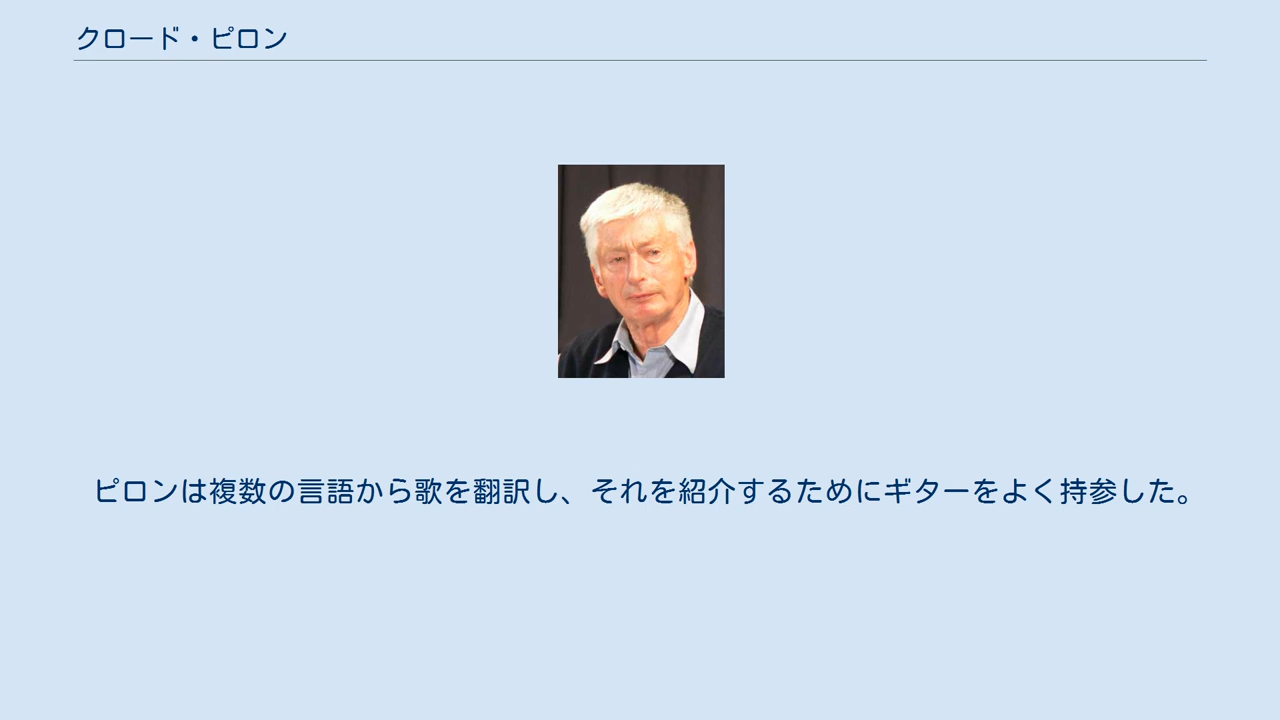 クロード・ピロン
ピロンは複数の言語から歌を翻訳し、それを紹介するためにギターをよく持参した。